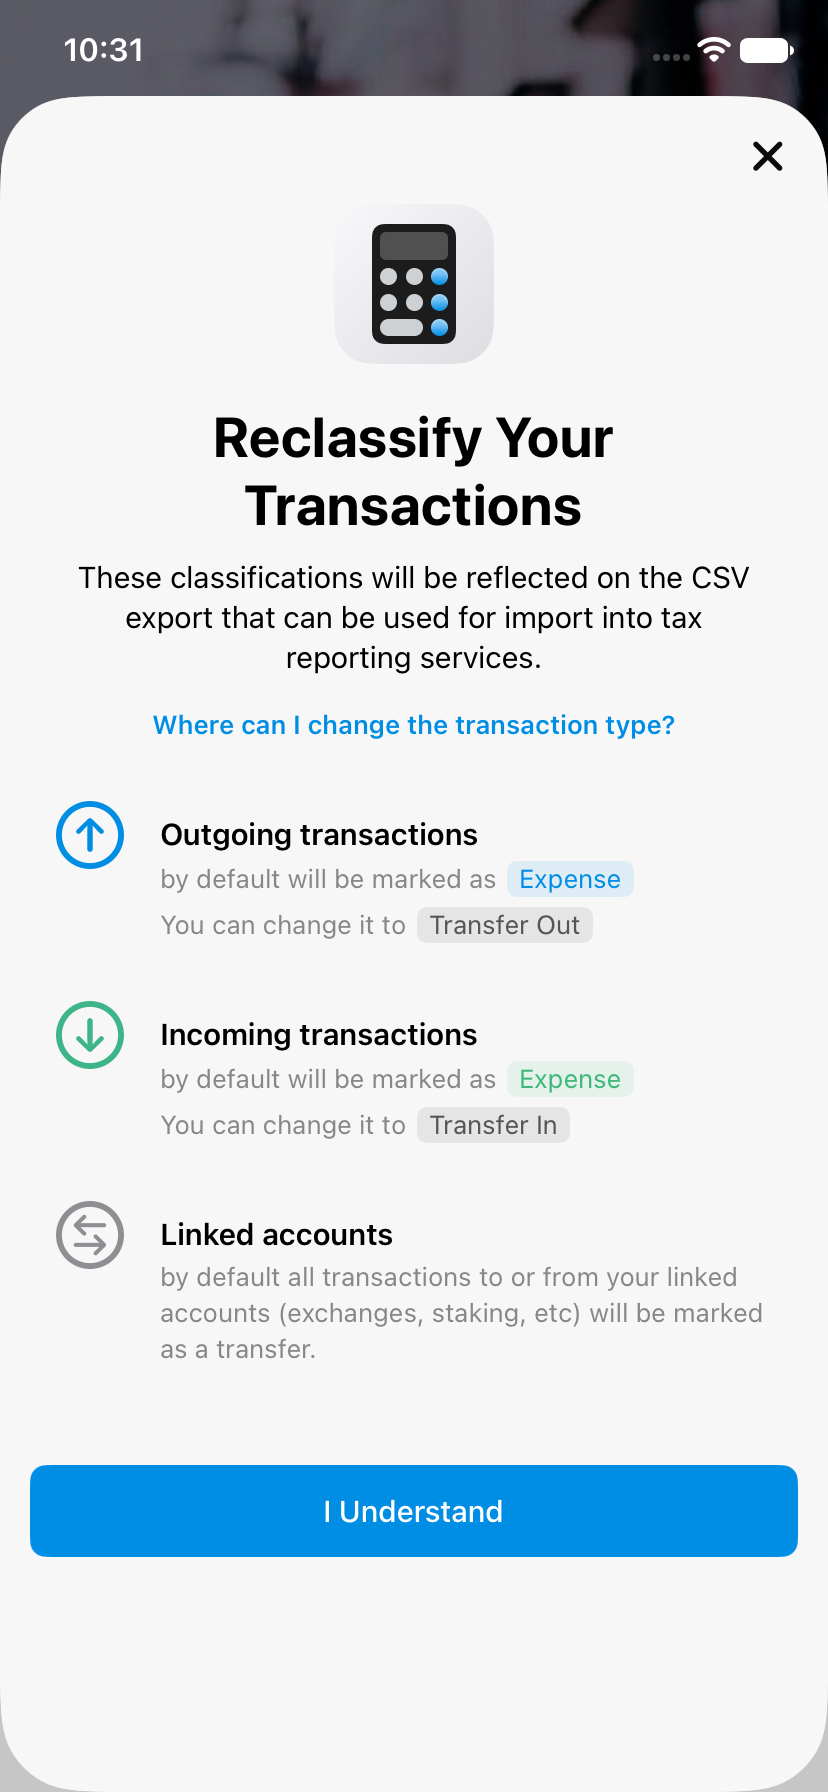 10:31
Reclassify Your
Transactions
These classifications will be reflected on the CSV
export that can be used for import into tax
reporting services.
Where can I change the transaction type?
Outgoing transactions
by default will be marked as Expense
You can change it to Transfer Out
Incoming transactions
by default will be marked as Expense
You can change it to Transfer In
Linked accounts
by default all transactions to or from your linked
accounts (exchanges, staking, etc) will be marked
as a transfer.
I Understand